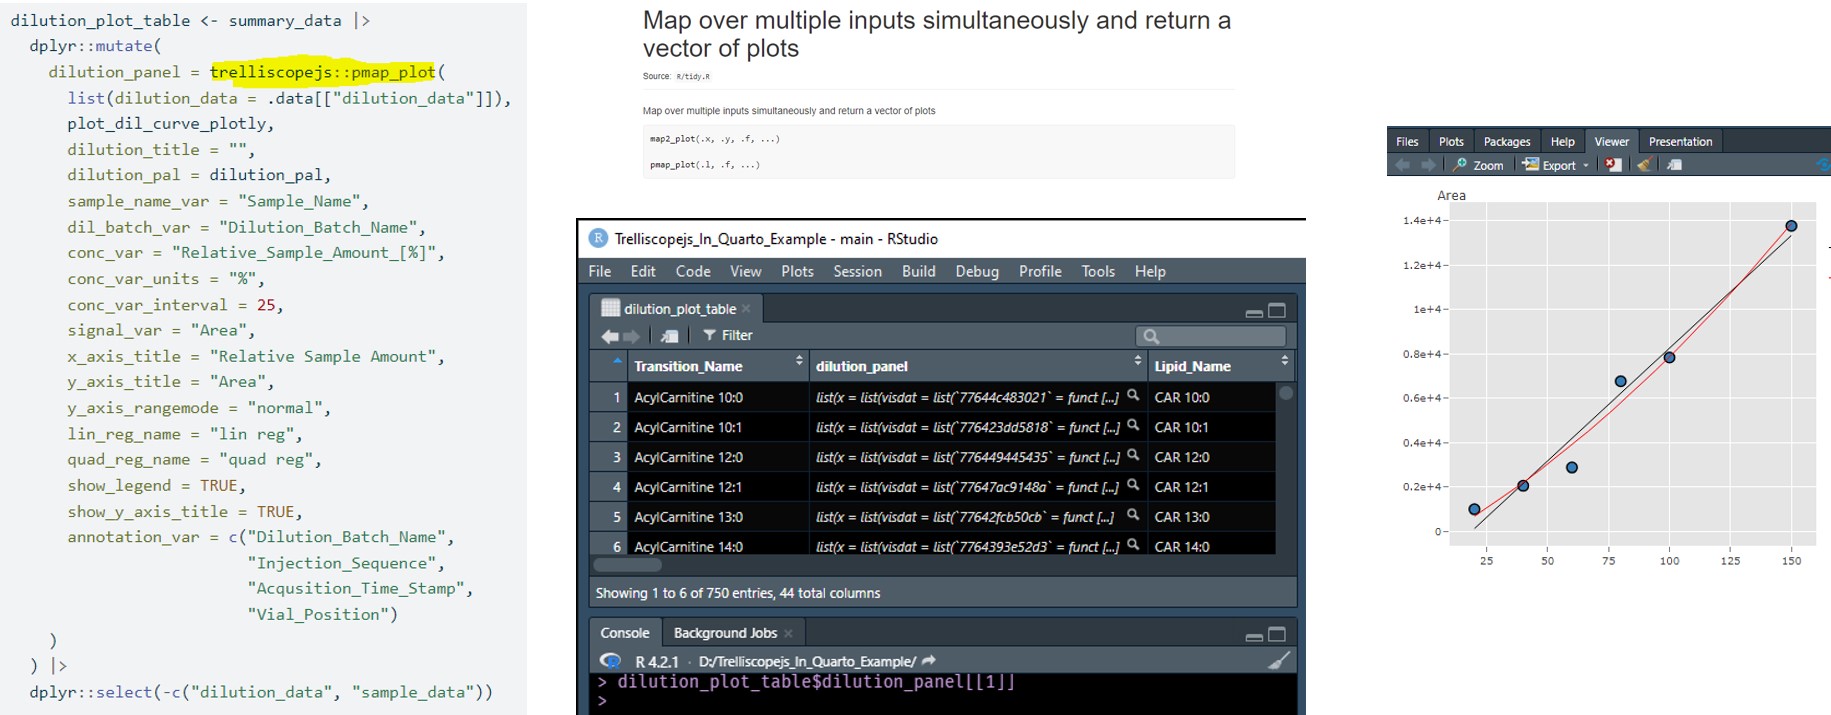 dilution_plot_table <- summary_data |>
dplyr::mutate(
dilution_panel = trelliscopejs::pmap_plot(
list(dilution_data = .data[["dilution_data"]]),
plot_dil_curve_plotly,
dilution_title = "",
dilution_pal = dilution_pal,
sample_name_var = "Sample_Name",
dil_batch_var = "Dilution_Batch_Name",
conc_var = "Relative_Sample_Amount_[%]",
conc_var_units = "%",
conc_var_interval = 25,
signal_var = "Area",
x_axis_title = "Relative Sample Amount",
y_axis_title = "Area",
y_axis_rangemode = "normal",
lin_reg_name = "lin reg",
quad_reg_name = "quad reg",
show_legend = TRUE,
show_y_axis_title = TRUE,
annotation_var = c("Dilution_Batch_Name",
"Injection_Sequence",
"Acqusition_Time_Stamp",
"Vial_Position")
)
) |>
dplyr::select(-c("dilution_data", "sample_data"))
Map over multiple inputs simultaneously and return a
vector of plots
Source: R/tidy.R
Map over multiple inputs simultaneously and return a vector of plots
map2_plot(.x, .y, .f, ...)
pmap_plot(.l, .f, ...)
R Trelliscopejs_In_Quarto_Example - main - RStudio
File Edit Code View Plots Session Build Debug Profile Tools Help
dilution_plot_table
Filter
Transition_Name dilution_panel Lipid_Name
1 AcylCarnitine 10:0 list(x = list(visdat = list(`77644c483021` = funct [...] CAR 10:0
2 AcylCarnitine 10:1 list(x = list(visdat = list(`776423dd5818` = funct [...] CAR 10:1
3 AcylCarnitine 12:0 list(x = list(visdat = list(`776449445435` = funct [...] CAR 12:0
4 AcylCarnitine 12:1 list(x = list(visdat = list(`77647ac9148a` = funct [...] CAR 12:1
5 AcylCarnitine 13:0 list(x = list(visdat = list(`77642fcb50cb` = funct [...] CAR 13:0
6 AcylCarnitine 14:0 list(x = list(visdat = list(`7764393e52d3` = funct [...] CAR 14:0
Showing 1 to 6 of 750 entries, 44 total columns
Console Background Jobs
R R 4.2.1 · D:/Trelliscopejs_In_Quarto_Example/
> dilution_plot_table$dilution_panel[[1]]
>
Files Plots Packages Help Viewer Presentation
Zoom Export
Area
1.4e+4
1.2e+4
1e+4
0.8e+4
0.6e+4
0.4e+4
0.2e+4
0
25 50 75 100 125 150